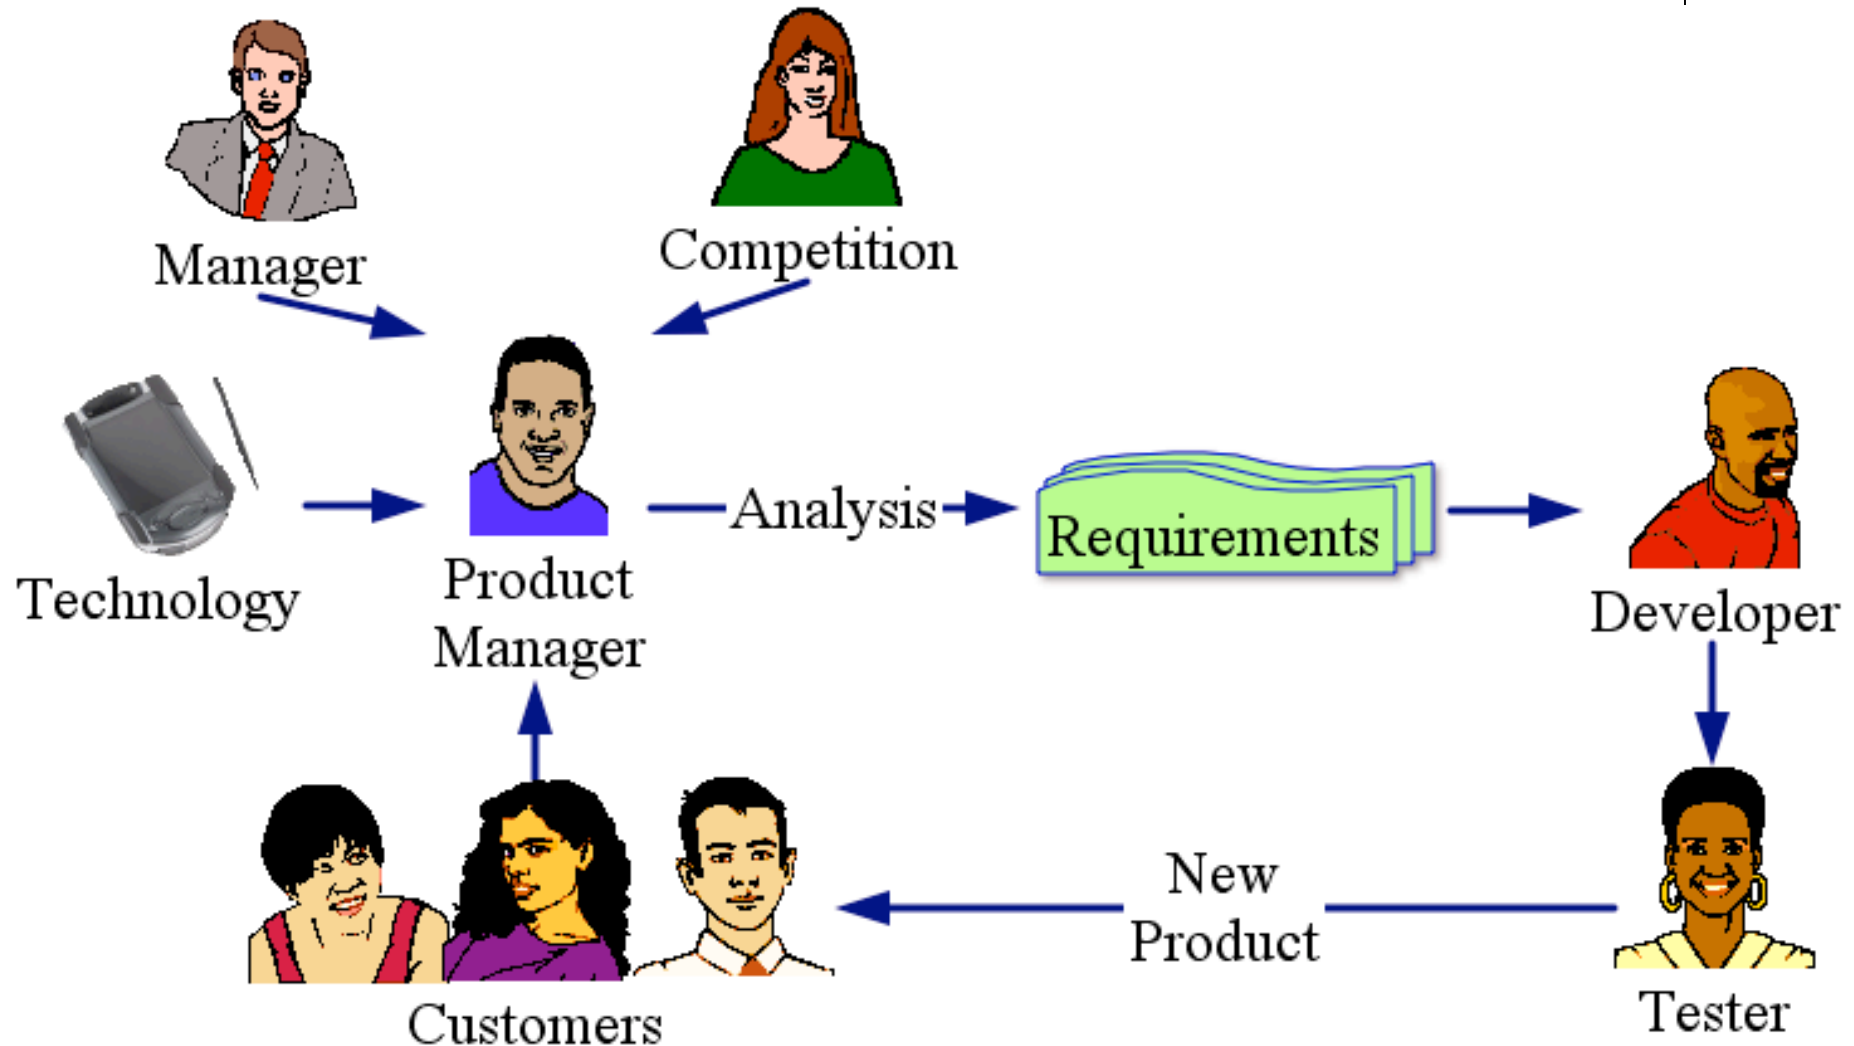 Manager
Competition
Technology
Product
Manager
Analysis
Requirements
Developer
Customers
New
Product
Tester